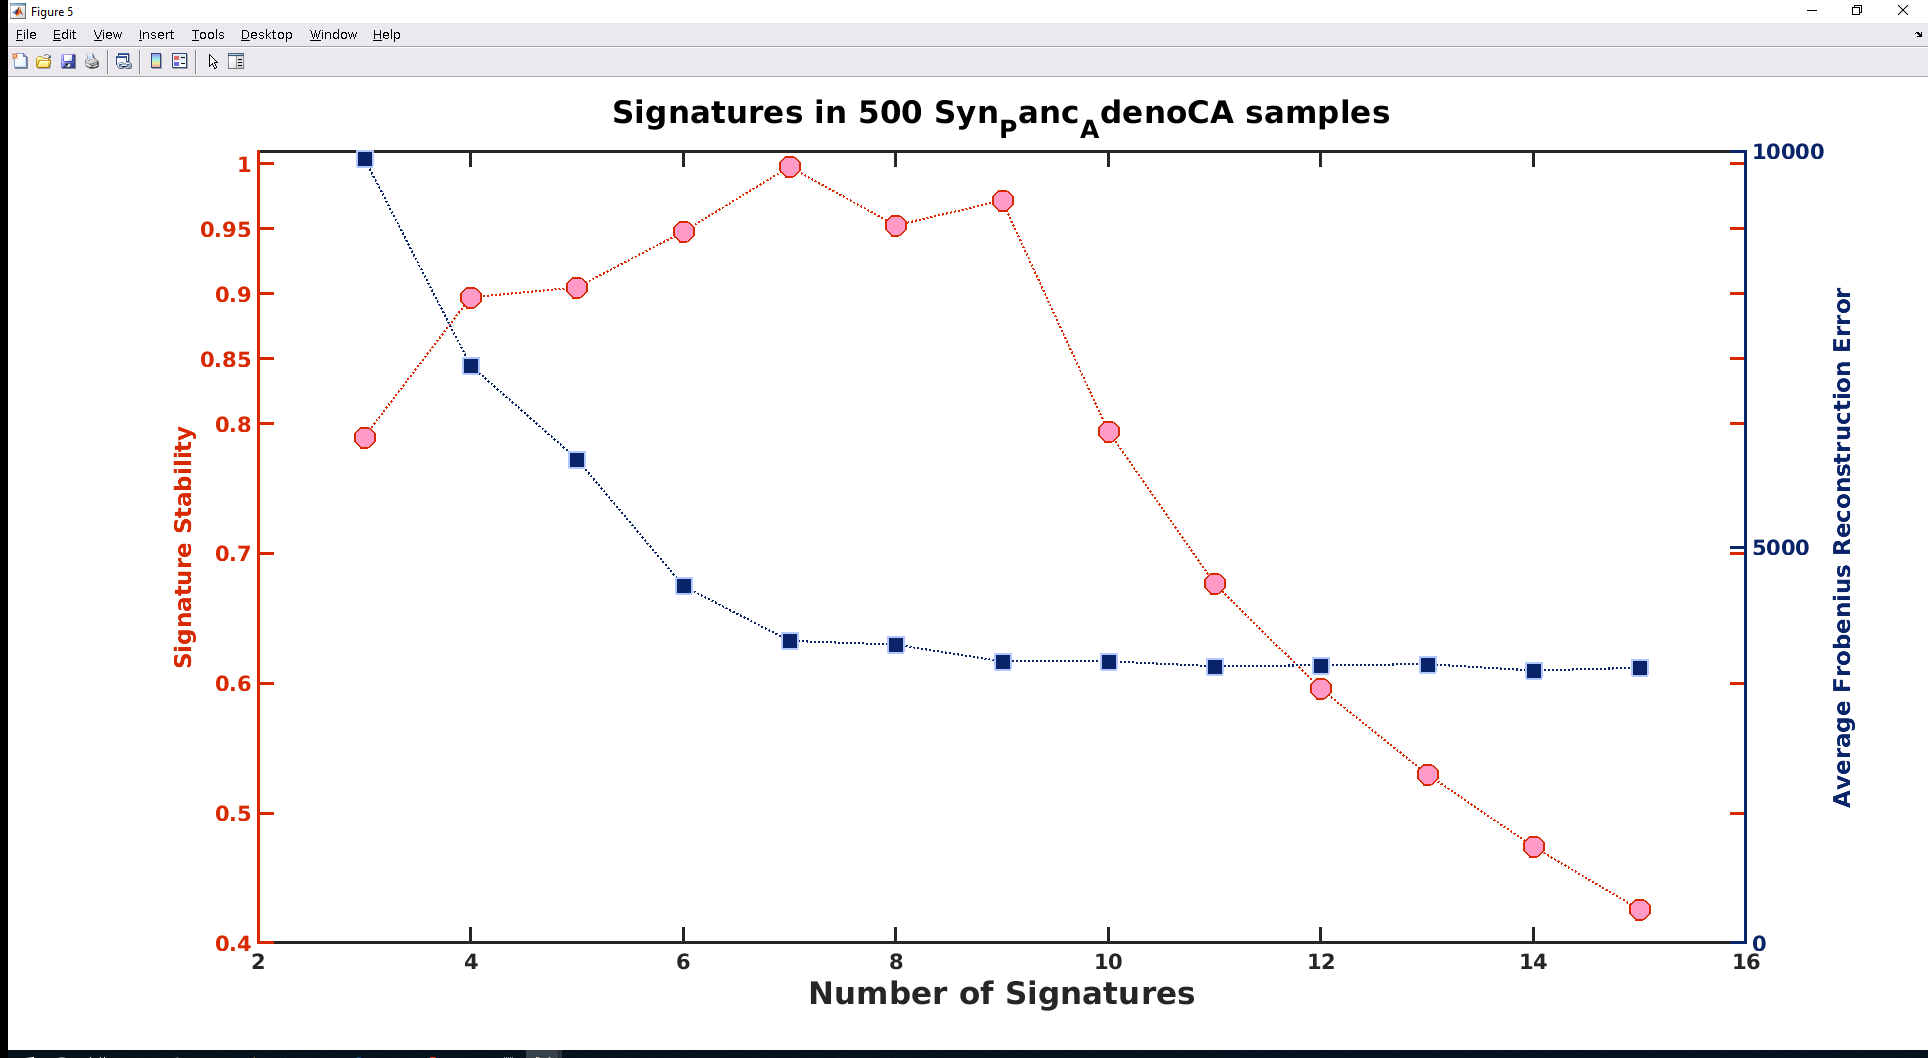 Figure 5
File Edit View Insert Tools Desktop Window Help
Signatures in 500 Syn_Panc_AdenoCA samples
1
0.95
0.9
0.85
0.8
0.7
0.6
0.5
0.4
Signature Stability
10000
5000
0
Average Frobenius Reconstruction Error
2 4 6 8 10 12 14 16
Number of Signatures